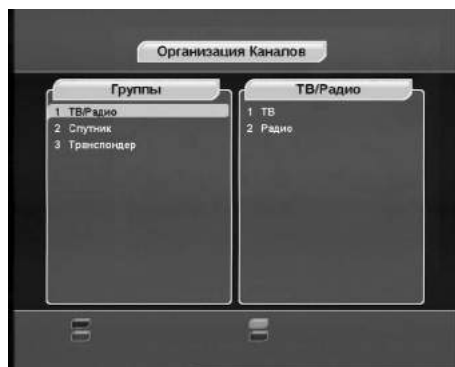 Организация Каналов
Группы
1 ТВ/Радио
2 Спутник
3 Транспондер
ТВ/Радио
1 ТВ
2 Радио